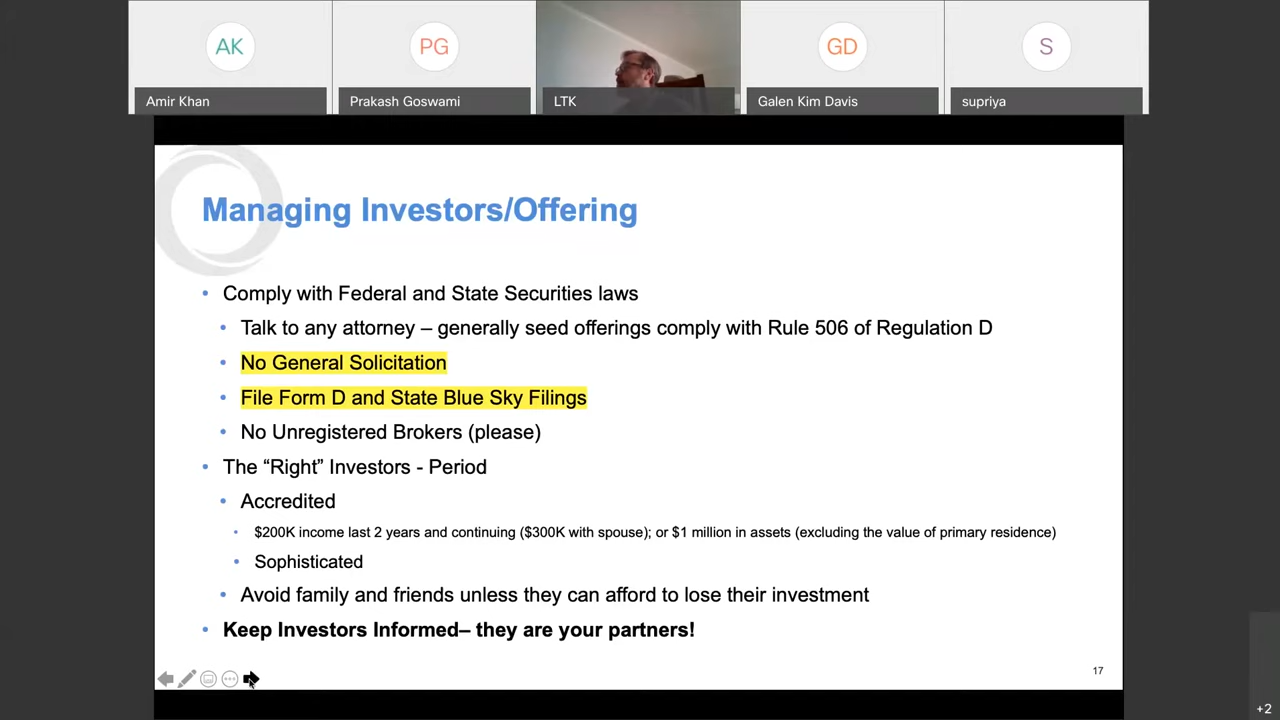 AK
PG
GD
S
Amir Khan
Prakash Goswami
LTK
Galen Kim Davis
supriya
Managing Investors/Offering
• Comply with Federal and State Securities laws
• Talk to any attorney – generally seed offerings comply with Rule 506 of Regulation D
• No General Solicitation
• File Form D and State Blue Sky Filings
• No Unregistered Brokers (please)
• The “Right” Investors - Period
• Accredited
• $200K income last 2 years and continuing ($300K with spouse); or $1 million in assets (excluding the value of primary residence)
• Sophisticated
• Avoid family and friends unless they can afford to lose their investment
• Keep Investors Informed– they are your partners!
17
+2